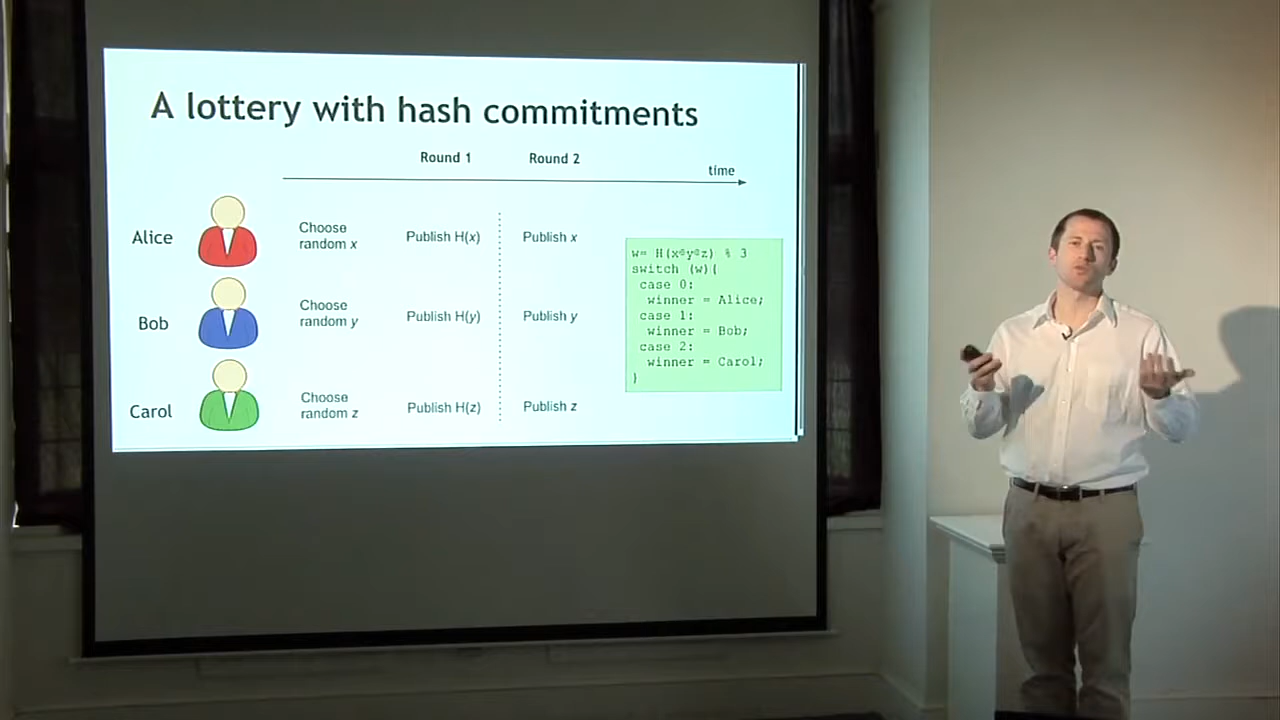 A lottery with hash commitments
Round 1 Round 2
time
Alice
Choose
random x
Publish H(x)
Publish x
Bob
Choose
random y
Publish H(y)
Publish y
Carol
Choose
random z
Publish H(z)
Publish z
w= H(x⊕y⊕z) % 3
switch (w){
case 0:
winner = Alice;
case 1:
winner = Bob;
case 2:
winner = Carol;
}